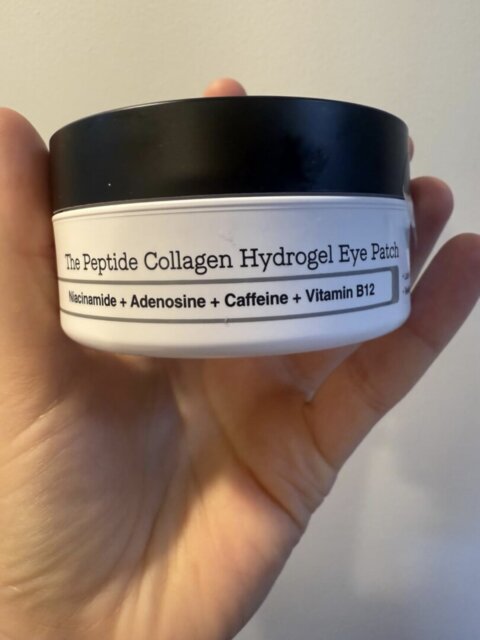 The Peptide Collagen Hydrogel Eye Patch
Niacinamide + Adenosine + Caffeine + Vitamin B12